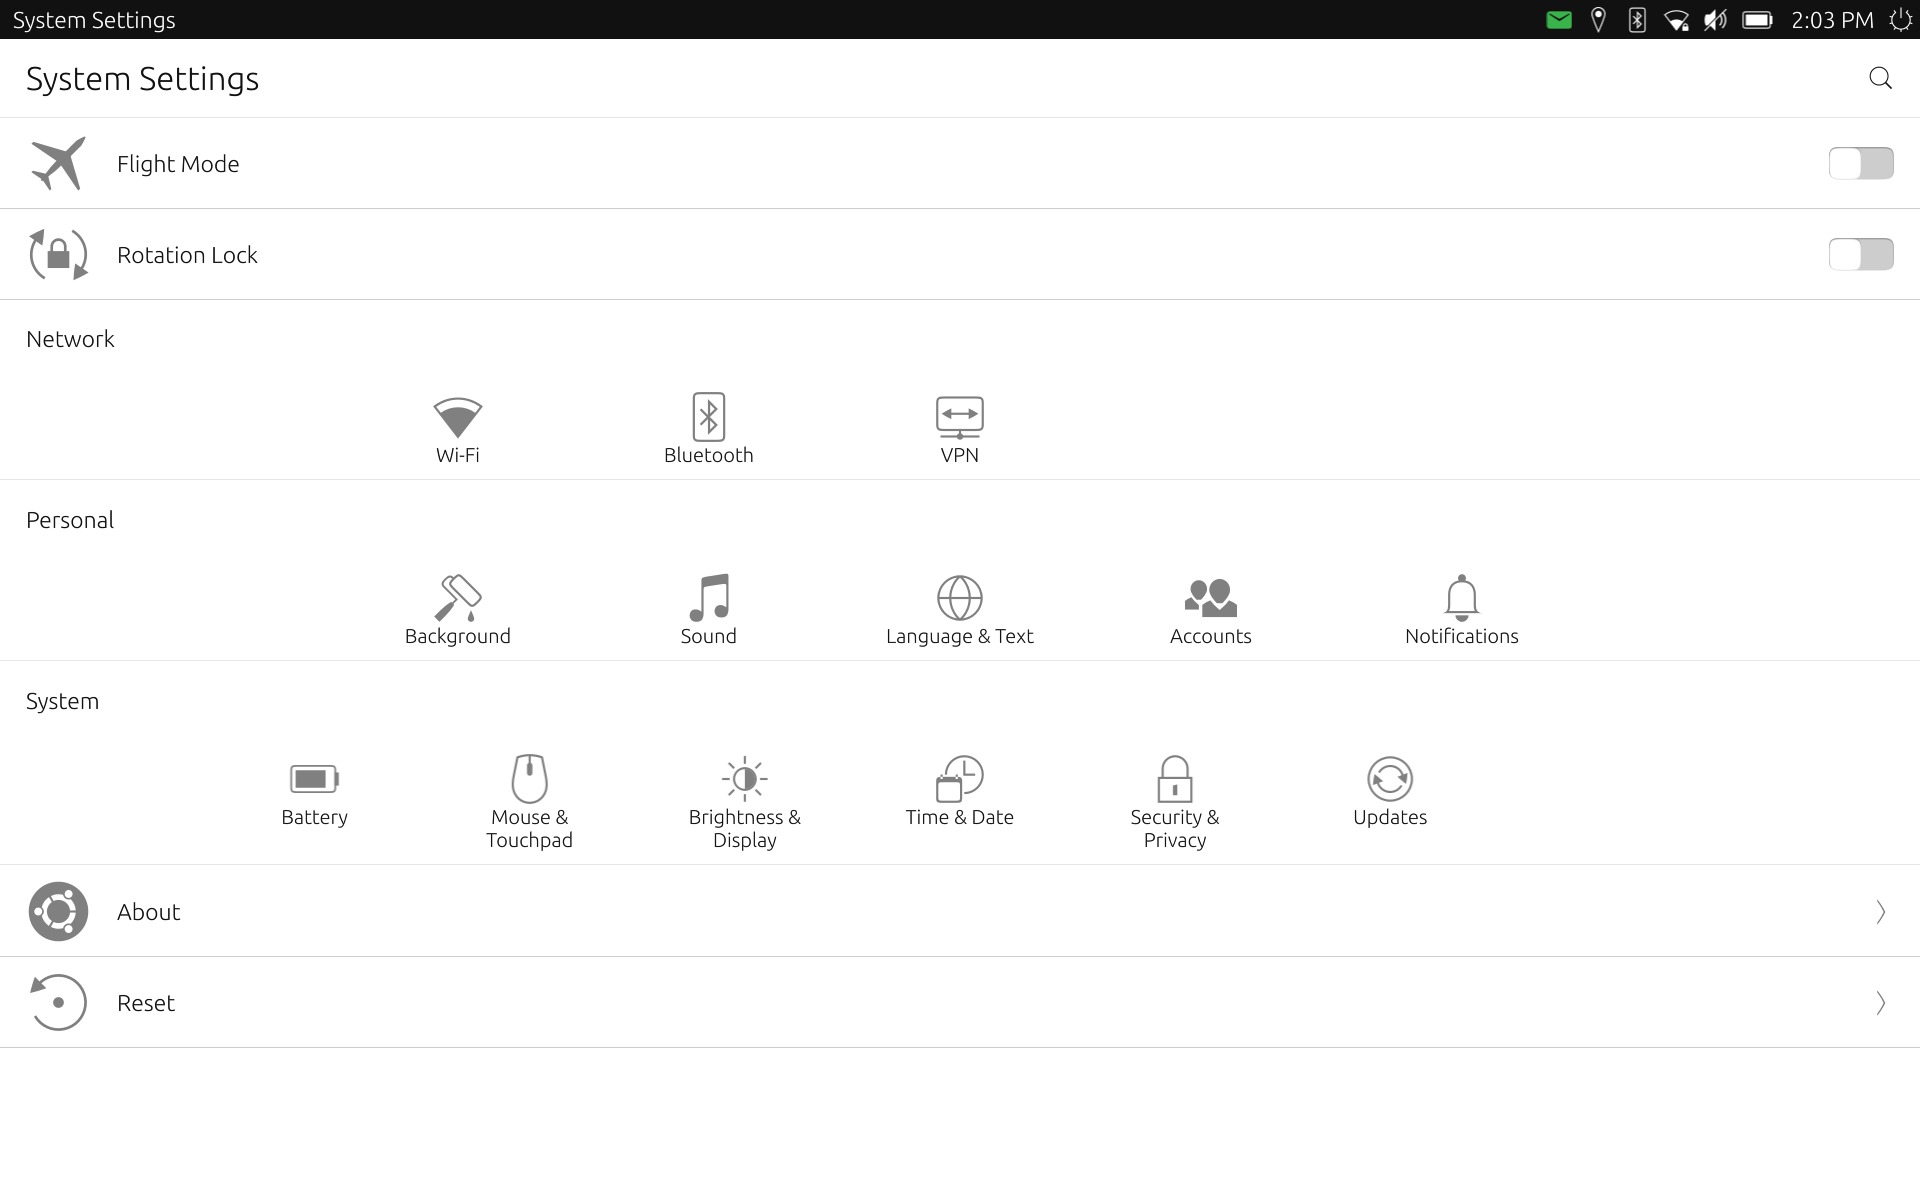 System Settings
2:03 PM
System Settings
Flight Mode
Rotation Lock
Network
Wi-Fi
Bluetooth
VPN
Personal
Background
Sound
Language & Text
Accounts
Notifications
System
Battery
Mouse &
Touchpad
Brightness &
Display
Time & Date
Security &
Privacy
Updates
About
Reset